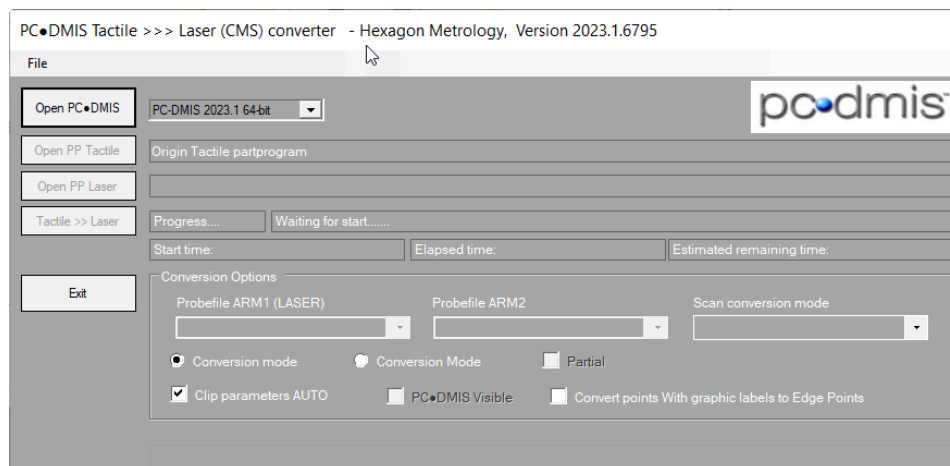 PC●DMIS Tactile >>> Laser (CMS) converter - Hexagon Metrology, Version 2023.1.6795
File
Open PC●DMIS PC-DMIS 2023.1 64-bit pc•dmis™
Open PP Tactile Origin Tactile partprogram
Open PP Laser
Tactile >> Laser Progress.... Waiting for start.......
Start time: Elapsed time: Estimated remaining time:
Exit
Conversion Options
Probefile ARM1 (LASER) Probefile ARM2 Scan conversion mode
Conversion mode Conversion Mode Partial
Clip parameters AUTO PC●DMIS Visible Convert points With graphic labels to Edge Points